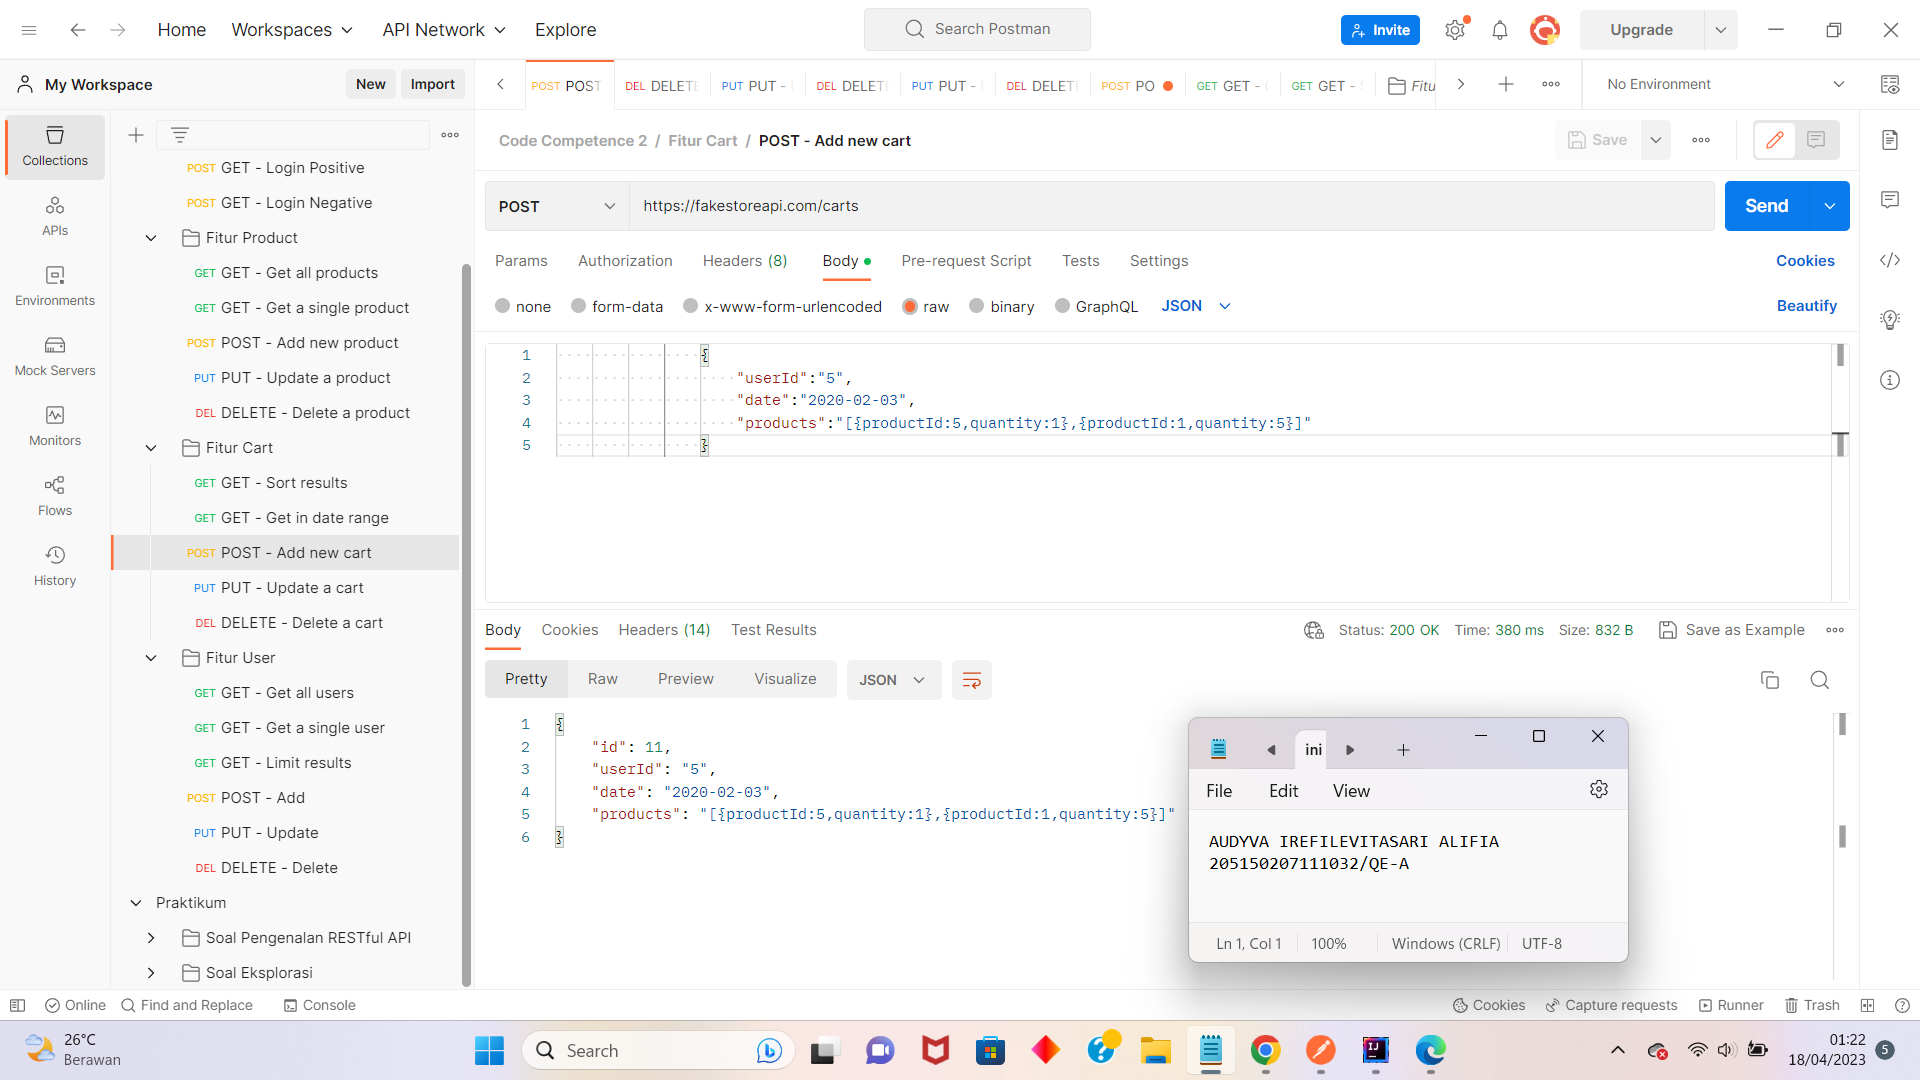 Home
Workspaces
API Network
Explore
Search Postman
Invite
Upgrade
My Workspace
New
Import
POST POST
DEL DELET
PUT PUT -
DEL DELET
PUT PUT -
DEL DELET
POST PO
GET GET -
GET GET -
Fitu
No Environment
Collections
APIs
Environments
Mock Servers
Monitors
Flows
History
POST GET - Login Positive
POST GET - Login Negative
Fitur Product
GET GET - Get all products
GET GET - Get a single product
POST POST - Add new product
PUT PUT - Update a product
DEL DELETE - Delete a product
Fitur Cart
GET GET - Sort results
GET GET - Get in date range
POST POST - Add new cart
PUT PUT - Update a cart
DEL DELETE - Delete a cart
Fitur User
GET GET - Get all users
GET GET - Get a single user
GET GET - Limit results
POST POST - Add
PUT PUT - Update
DEL DELETE - Delete
Praktikum
Soal Pengenalan RESTful API
Soal Eksplorasi
Code Competence 2 / Fitur Cart / POST - Add new cart
Save
POST
https://fakestoreapi.com/carts
Send
Params
Authorization
Headers (8)
Body
Pre-request Script
Tests
Settings
Cookies
none
form-data
x-www-form-urlencoded
raw
binary
GraphQL
JSON
Beautify
1 {
2 "userId":"5",
3 "date":"2020-02-03",
4 "products":"[{productId:5,quantity:1},{productId:1,quantity:5}]"
5 }
Body
Cookies
Headers (14)
Test Results
Status: 200 OK
Time: 380 ms
Size: 832 B
Save as Example
Pretty
Raw
Preview
Visualize
JSON
1 {
2 "id": 11,
3 "userId": "5",
4 "date": "2020-02-03",
5 "products": "[{productId:5,quantity:1},{productId:1,quantity:5}]"
6 }
ini
File
Edit
View
AUDYVA IREFILEVITASARI ALIFIA
205150207111032/QE-A
Ln 1, Col 1
100%
Windows (CRLF)
UTF-8
Online
Find and Replace
Console
Cookies
Capture requests
Runner
Trash
26°C
Berawan
Search
01:22
18/04/2023
5